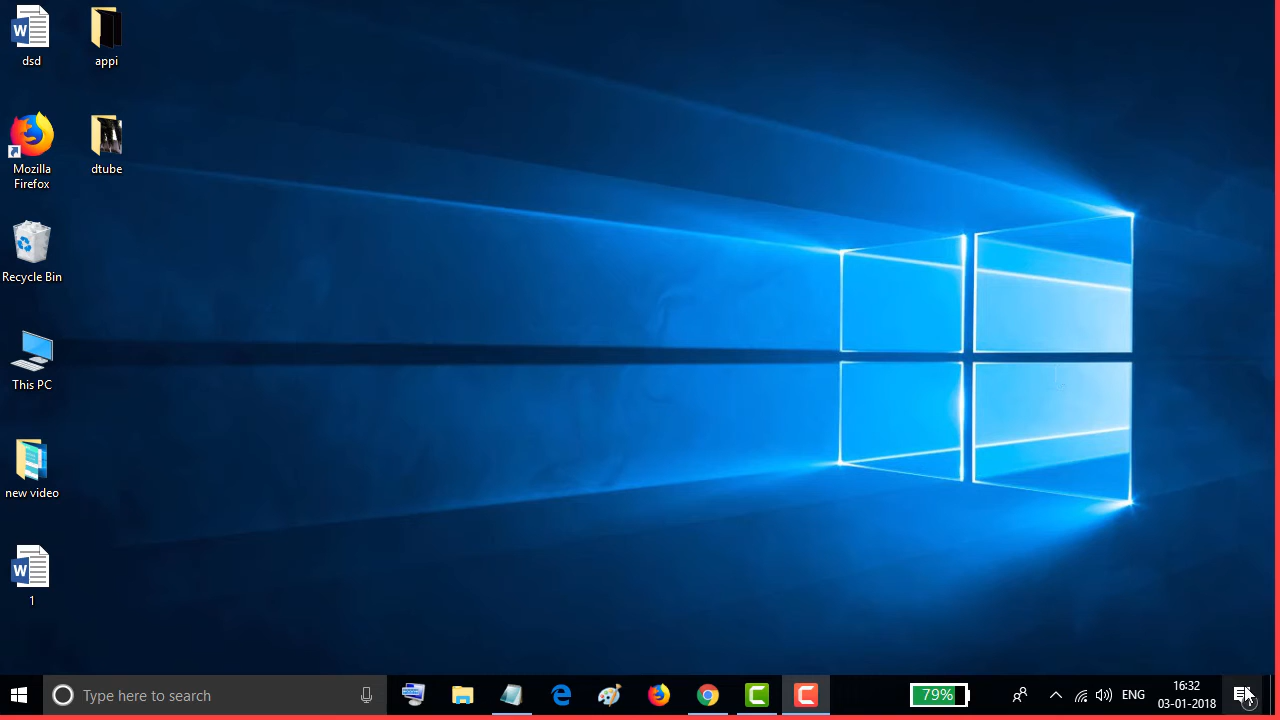 dsd
appi
Mozilla
Firefox
dtube
Recycle Bin
This PC
new video
1
Type here to search
79%
ENG
16:32
03-01-2018